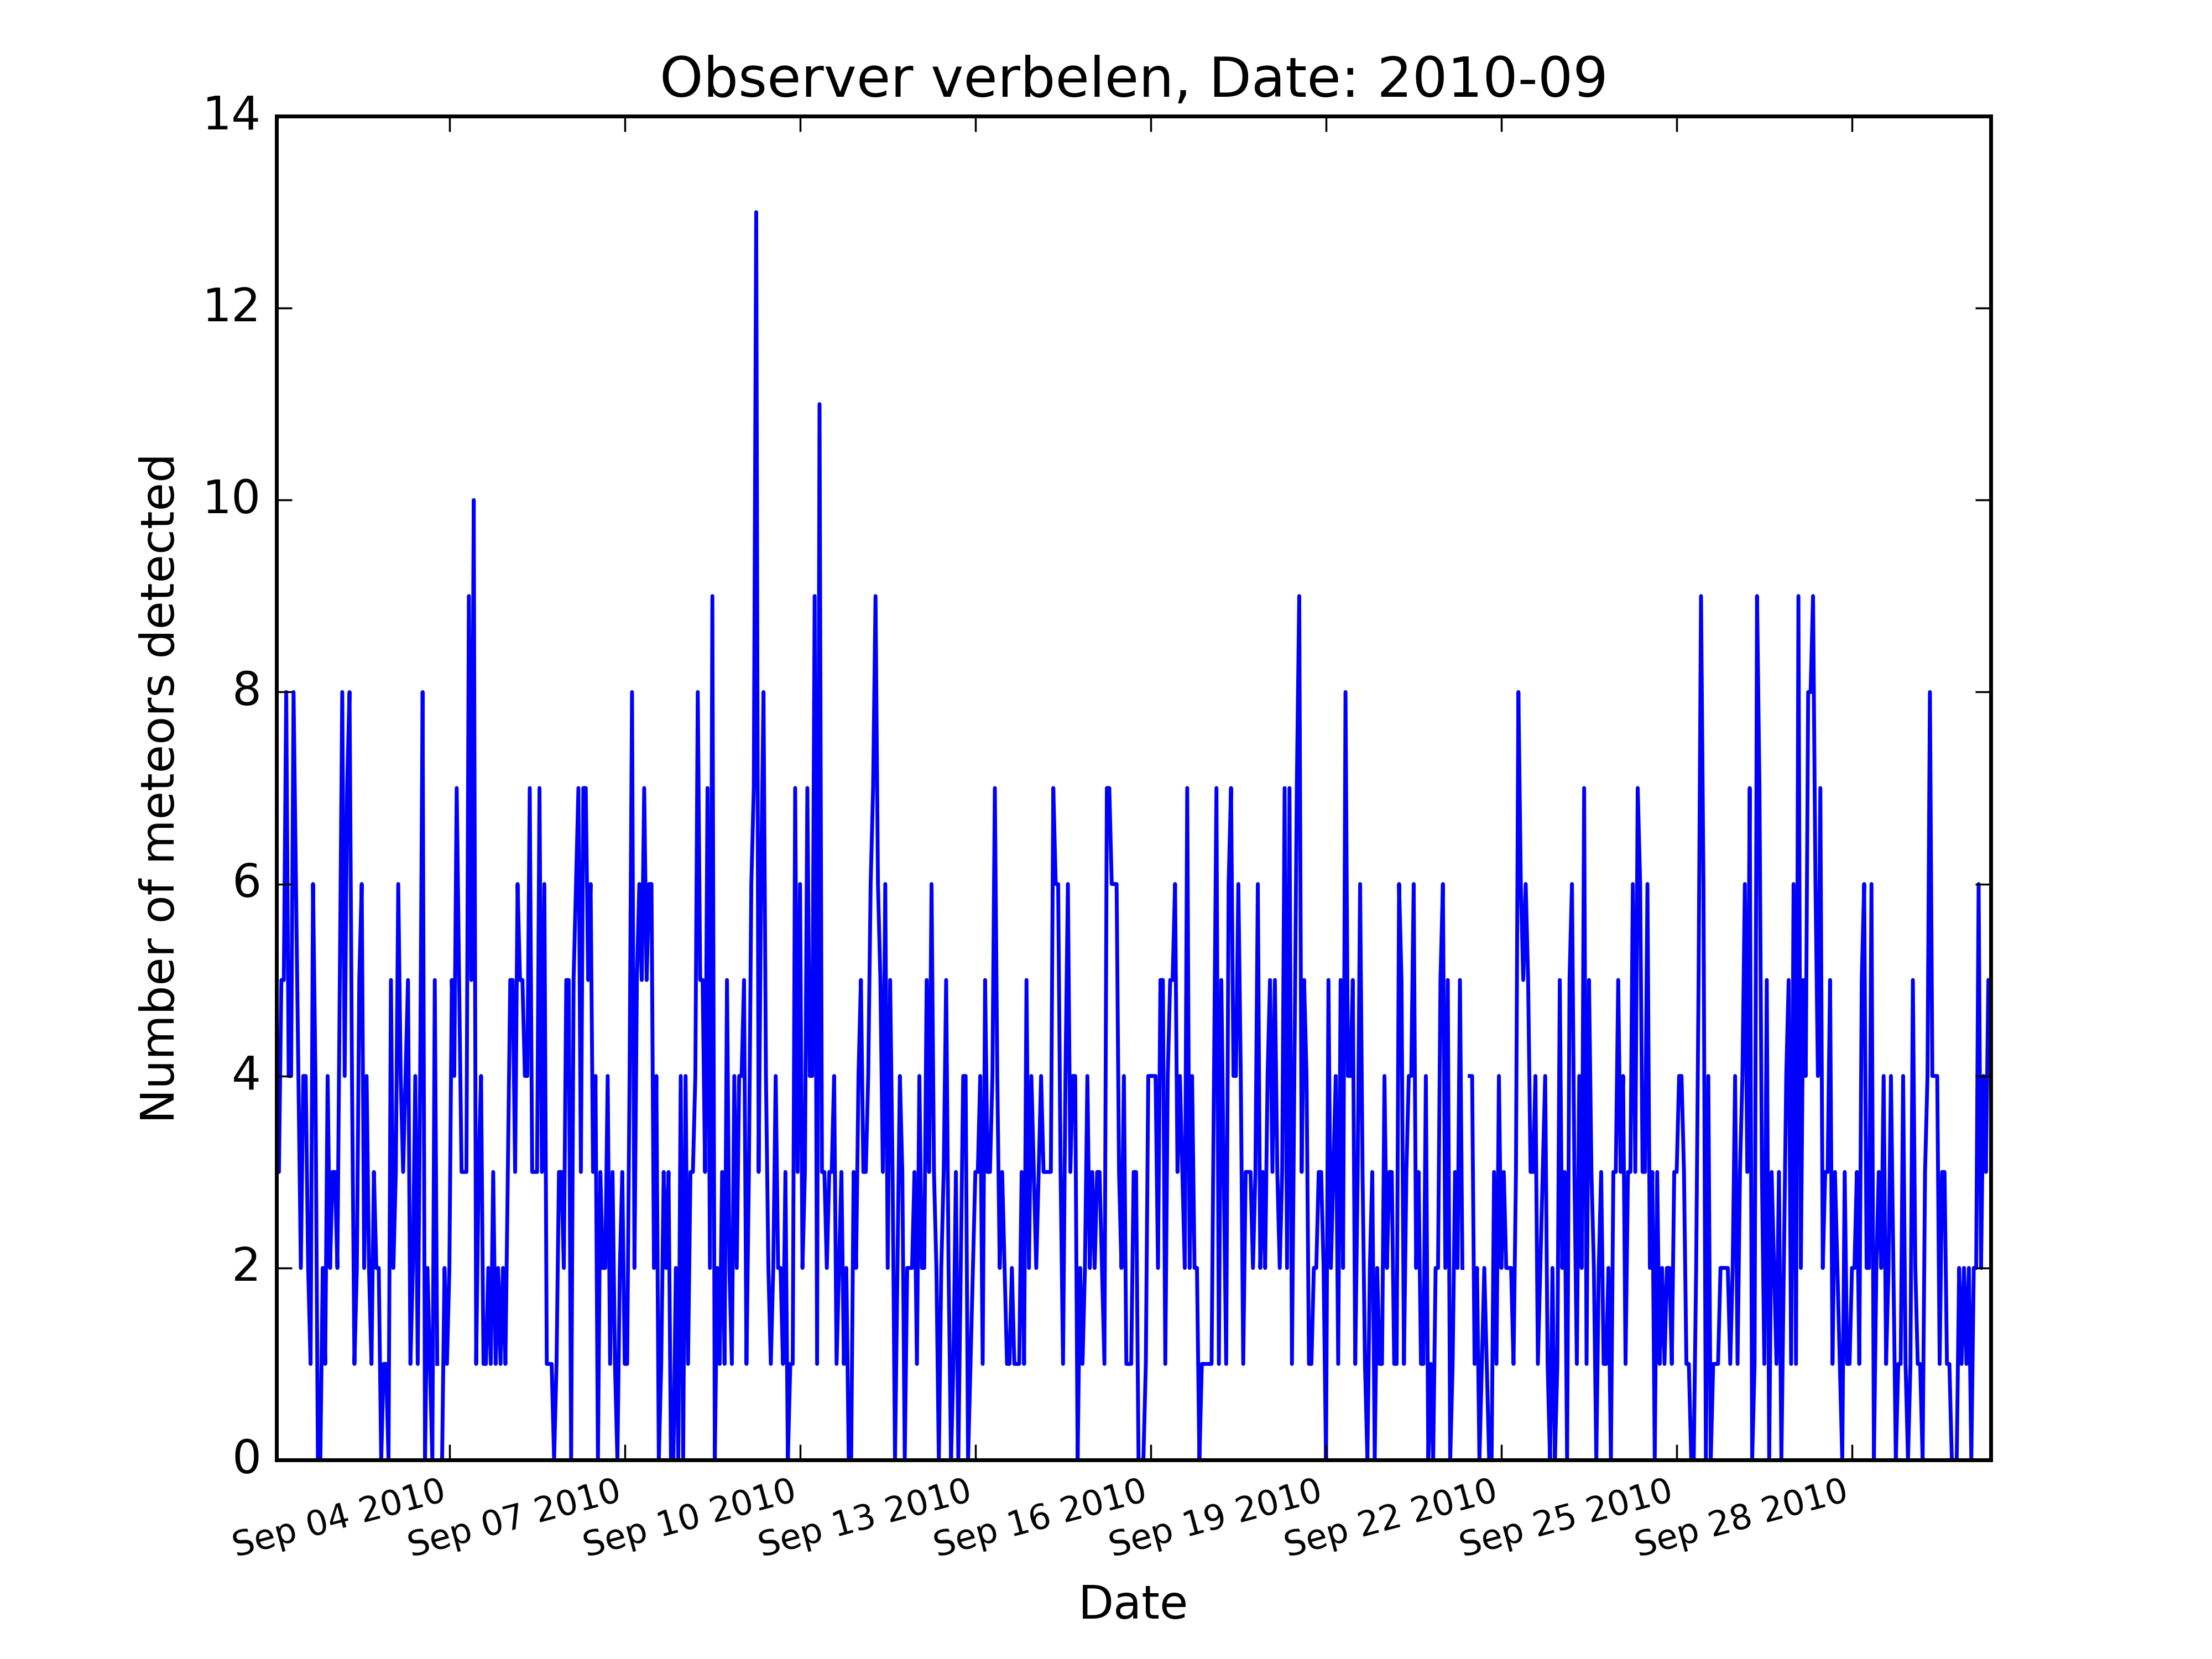 Observer verbelen, Date: 2010-09
14
12
10
8
6
4
2
0
Number of meteors detected
Sep 04 2010
Sep 07 2010
Sep 10 2010
Sep 13 2010
Sep 16 2010
Sep 19 2010
Sep 22 2010
Sep 25 2010
Sep 28 2010
Date